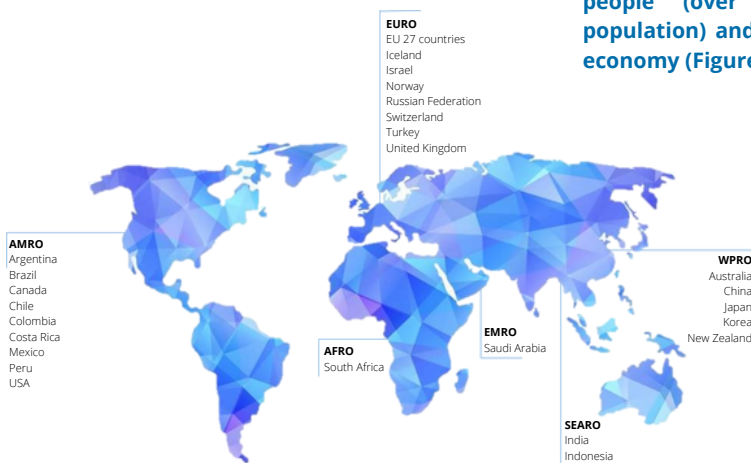 people (over
population) and
economy (Figure
EURO
EU 27 countries
Iceland
Israel
Norway
Russian Federation
Switzerland
Turkey
United Kingdom
AMRO
Argentina
Brazil
Canada
Chile
Colombia
Costa Rica
Mexico
Peru
USA
AFRO
South Africa
EMRO
Saudi Arabia
WPRO
Australia
China
Japan
Korea
New Zealand
SEARO
India
Indonesia